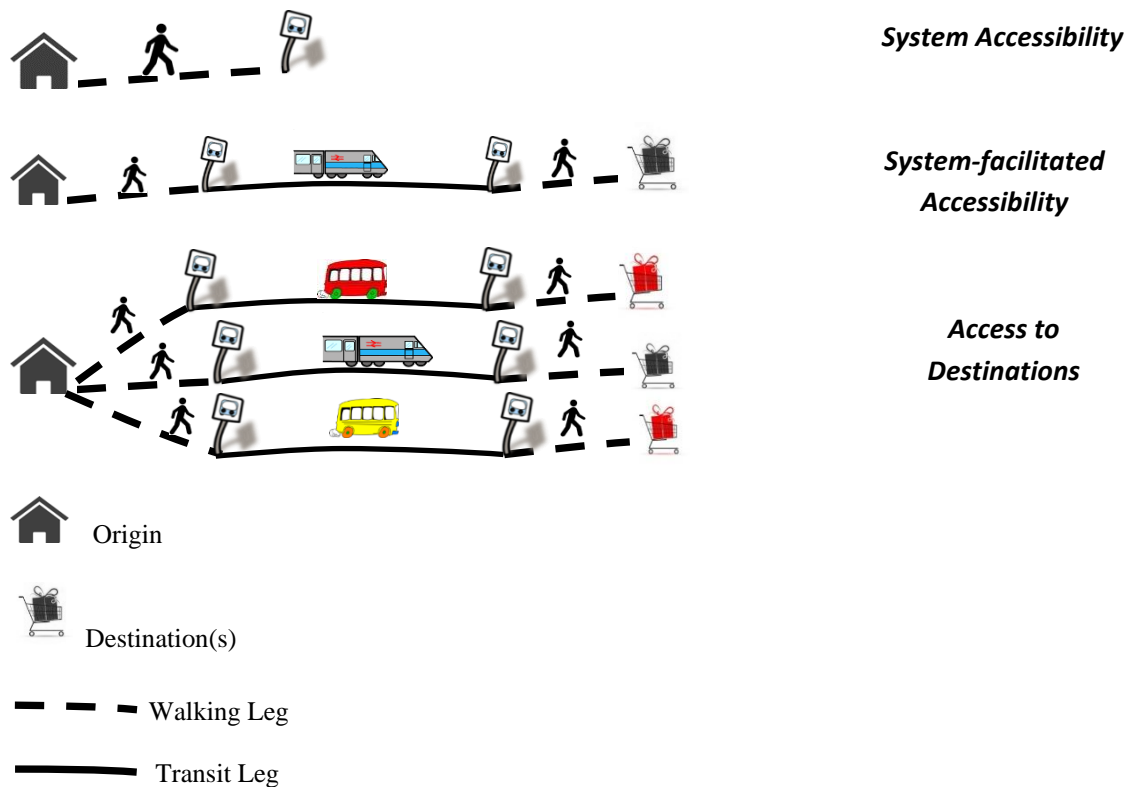 System Accessibility
System-facilitated
Accessibility
Access to
Destinations
Origin
Destination(s)
Walking Leg
Transit Leg